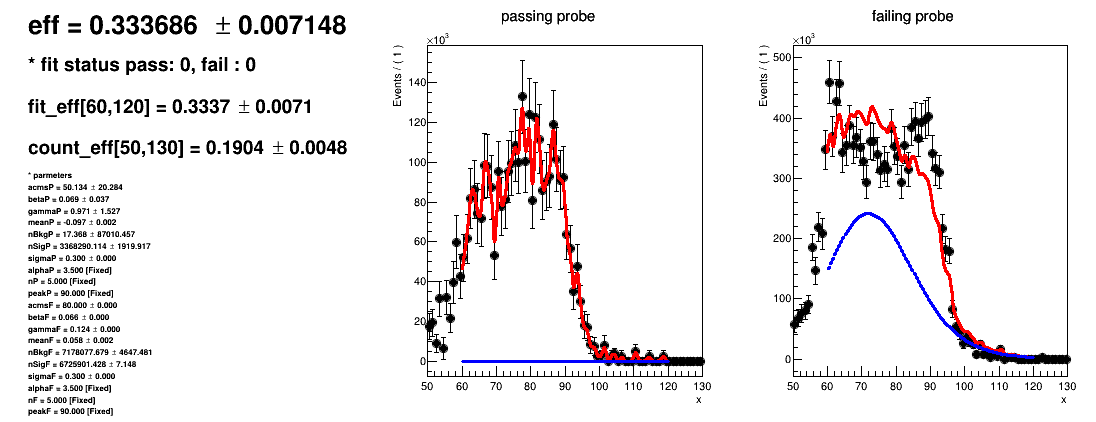 eff = 0.333686 ± 0.007148
* fit status pass: 0, fail : 0
fit_eff[60,120] = 0.3337 ± 0.0071
count_eff[50,130] = 0.1904 ± 0.0048
* parmeters
acmsP = 50.134 ± 20.284
betaP = 0.069 ± 0.037
gammaP = 0.971 ± 1.527
meanP = -0.097 ± 0.002
nBkgP = 17.368 ± 87010.457
nSigP = 3368290.114 ± 1919.917
sigmaP = 0.300 ± 0.000
alphaP = 3.500 [Fixed]
nP = 5.000 [Fixed]
peakP = 90.000 [Fixed]
acmsF = 80.000 ± 0.000
betaF = 0.066 ± 0.000
gammaF = 0.124 ± 0.000
meanF = 0.058 ± 0.002
nBkgF = 7178077.679 ± 4647.481
nSigF = 6725901.428 ± 7.148
sigmaF = 0.300 ± 0.000
alphaF = 3.500 [Fixed]
nF = 5.000 [Fixed]
peakF = 90.000 [Fixed]
passing probe
×10³
Events / ( 1 )
140
120
100
80
60
40
20
0
50 60 70 80 90 100 110 120 130
x
failing probe
×10³
Events / ( 1 )
500
400
300
200
100
0
50 60 70 80 90 100 110 120 130
x